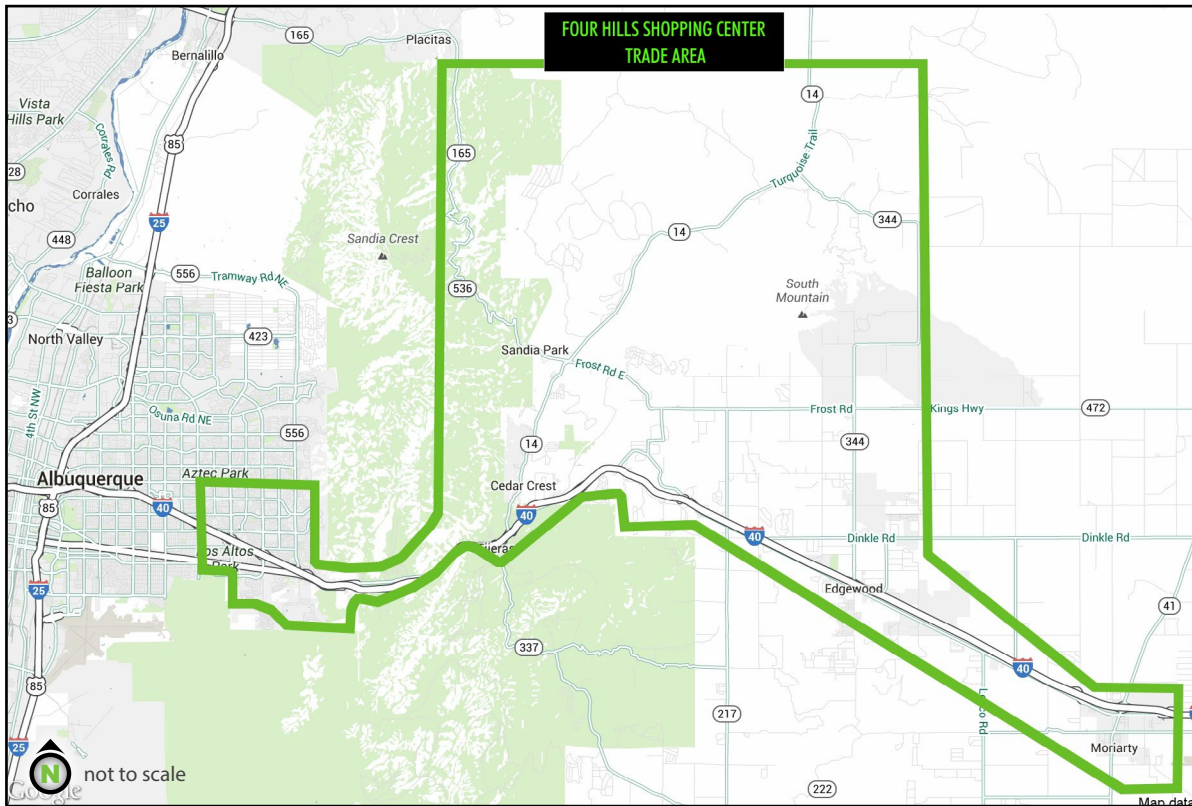 FOUR HILLS SHOPPING CENTER
TRADE AREA
165
Placitas
Bernalillo
14
Vista
Hills Park
Corrales Rd
85
165
Turquoise Trail
28
Corrales
cho
25
344
448
Sandia Crest
14
556
Tramway Rd NE
Balloon
Fiesta Park
536
South
Mountain
3
North Valley
423
Sandia Park
Frost Rd E
4th St NW
Osuna Rd NE
556
Frost Rd
Kings Hwy
472
14
344
Albuquerque
Aztec Park
Cedar Crest
85
40
40
40
Dinkle Rd
Dinkle Rd
Los Altos
Park
Tijeras
25
Edgewood
41
337
40
85
217
Moriarty
25
N
not to scale
Google
222
Map data